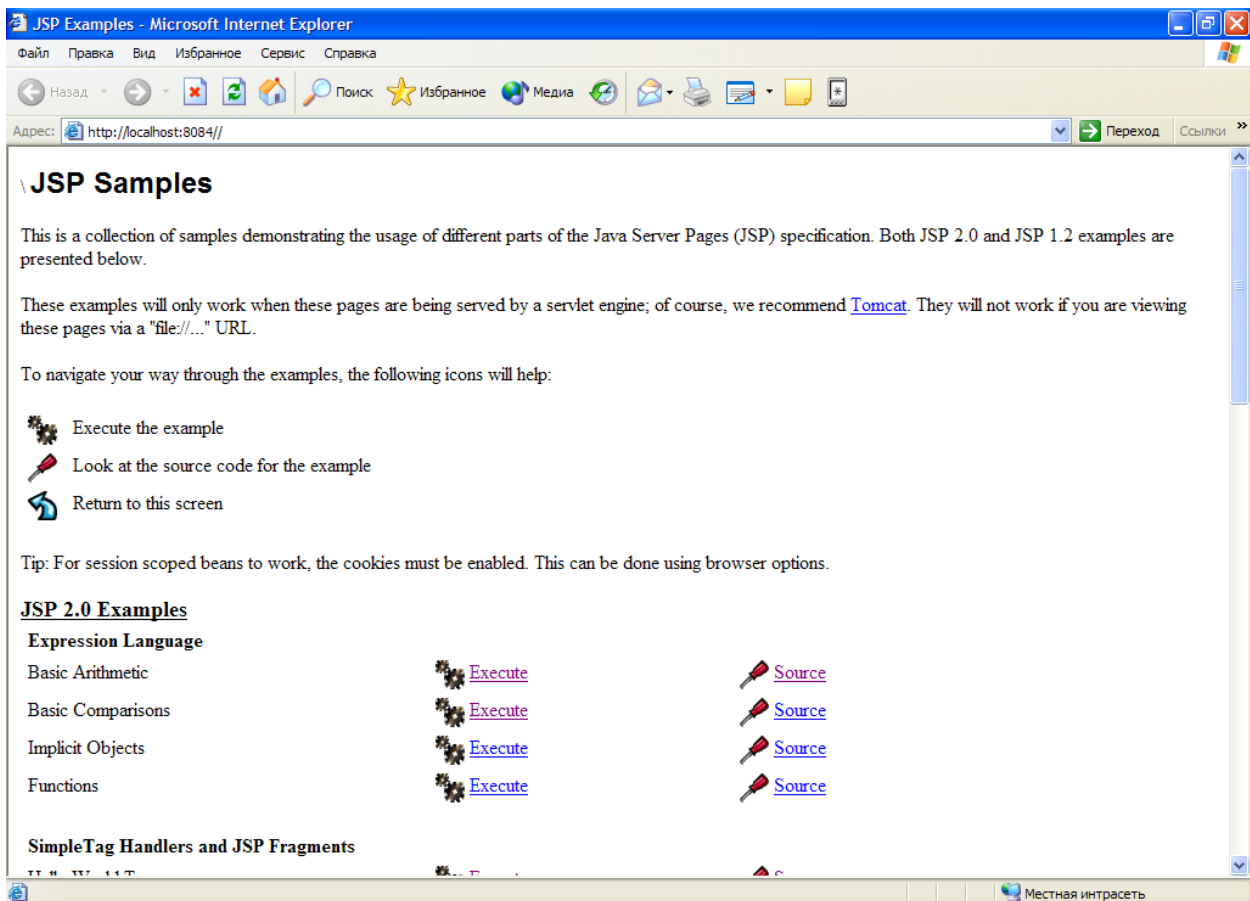 JSP Examples - Microsoft Internet Explorer
Файл Правка Вид Избранное Сервис Справка
Назад Поиск Избранное Медиа
Адрес: http://localhost:8084// Переход Ссылки »
\ JSP Samples
This is a collection of samples demonstrating the usage of different parts of the Java Server Pages (JSP) specification. Both JSP 2.0 and JSP 1.2 examples are
presented below.
These examples will only work when these pages are being served by a servlet engine; of course, we recommend Tomcat. They will not work if you are viewing
these pages via a "file://..." URL.
To navigate your way through the examples, the following icons will help:
Execute the example
Look at the source code for the example
Return to this screen
Tip: For session scoped beans to work, the cookies must be enabled. This can be done using browser options.
JSP 2.0 Examples
Expression Language
Basic Arithmetic Execute Source
Basic Comparisons Execute Source
Implicit Objects Execute Source
Functions Execute Source
SimpleTag Handlers and JSP Fragments
Местная интрасеть